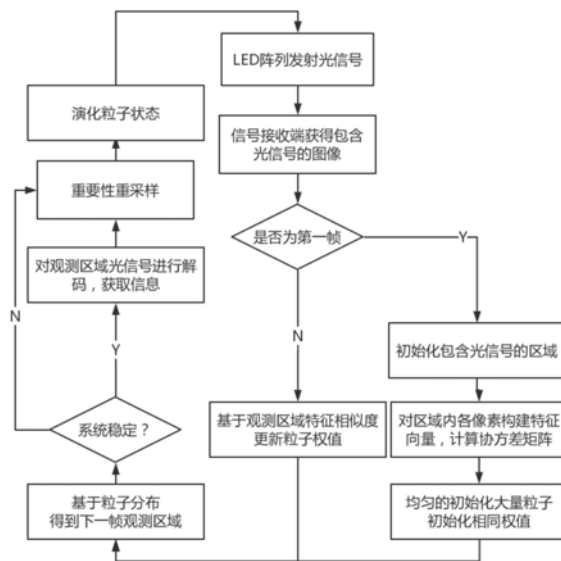 LED阵列发射光信号
信号接收端获得包含
光信号的图像
是否为第一帧
Y
N
初始化包含光信号的区域
对区域内各像素构建特征
向量，计算协方差矩阵
均匀的初始化大量粒子
初始化相同权值
基于观测区域特征相似度
更新粒子权值
基于粒子分布
得到下一帧观测区域
系统稳定？
Y
N
对观测区域光信号进行解
码，获取信息
重要性重采样
演化粒子状态